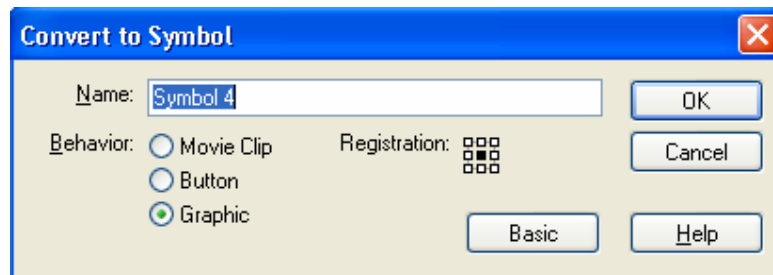 Convert to Symbol
Name: Symbol 4 OK
Behavior: Movie Clip Registration: Cancel
Button
Graphic
Basic Help